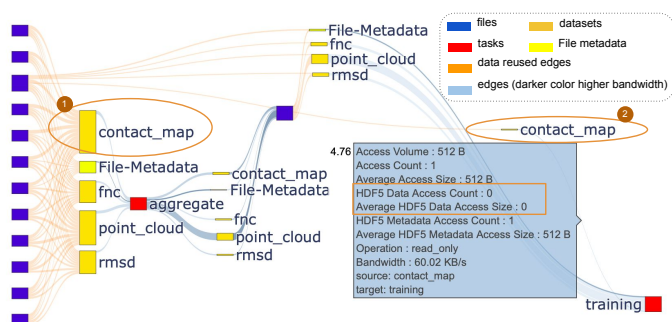 File-Metadata
fnc
point_cloud
rmsd
files
datasets
tasks
File metadata
data reused edges
edges (darker color higher bandwidth)
1
contact_map
2
contact_map
File-Metadata
fnc
point_cloud
rmsd
aggregate
contact_map
File-Metadata
fnc
point_cloud
rmsd
4.76
Access Volume : 512 B
Access Count : 1
Average Access Size : 512 B
HDF5 Data Access Count : 0
Average HDF5 Data Access Size : 0
HDF5 Metadata Access Count : 1
Average HDF5 Metadata Access Size : 512 B
Operation : read_only
Bandwidth : 60.02 KB/s
source: contact_map
target: training
training